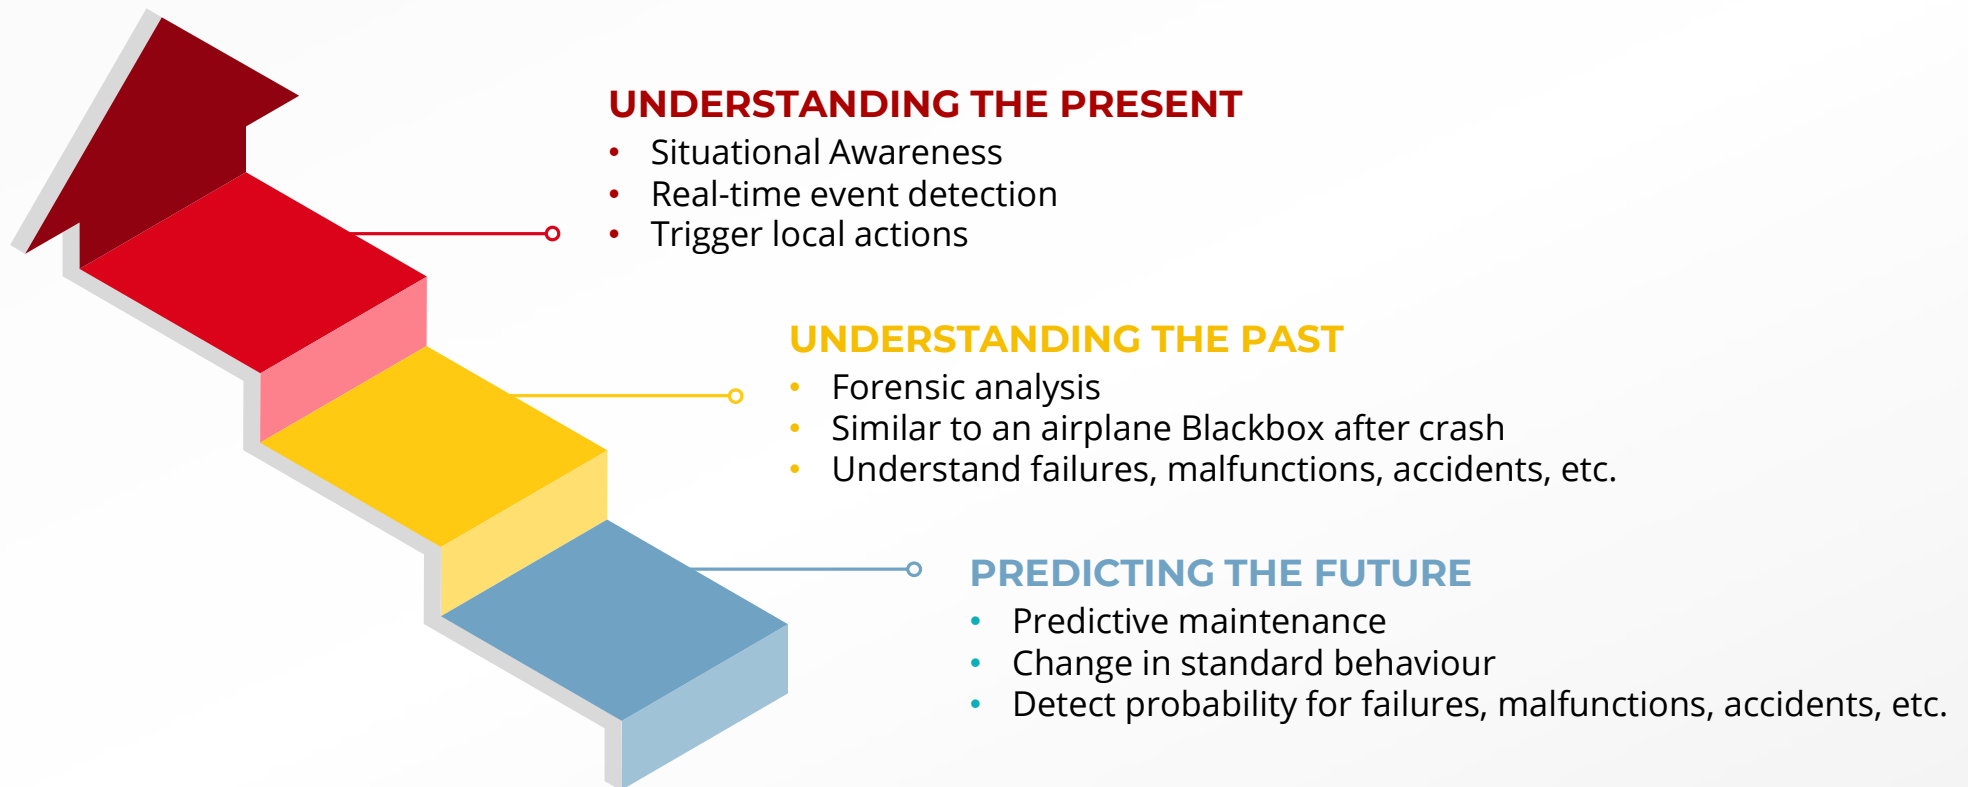 UNDERSTANDING THE PRESENT
• Situational Awareness
• Real-time event detection
• Trigger local actions
UNDERSTANDING THE PAST
• Forensic analysis
• Similar to an airplane Blackbox after crash
• Understand failures, malfunctions, accidents, etc.
PREDICTING THE FUTURE
• Predictive maintenance
• Change in standard behaviour
• Detect probability for failures, malfunctions, accidents, etc.